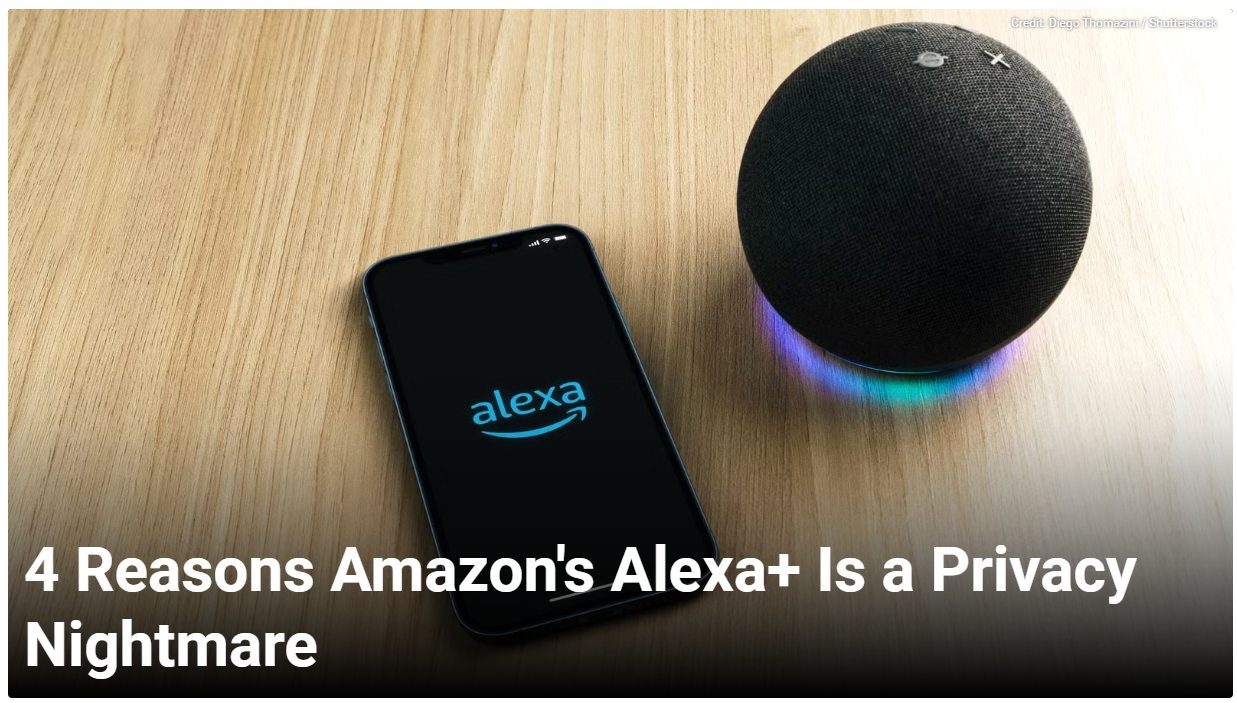 Credit: Diego Thomazini / Shutterstock
alexa
4 Reasons Amazon's Alexa+ Is a Privacy
Nightmare